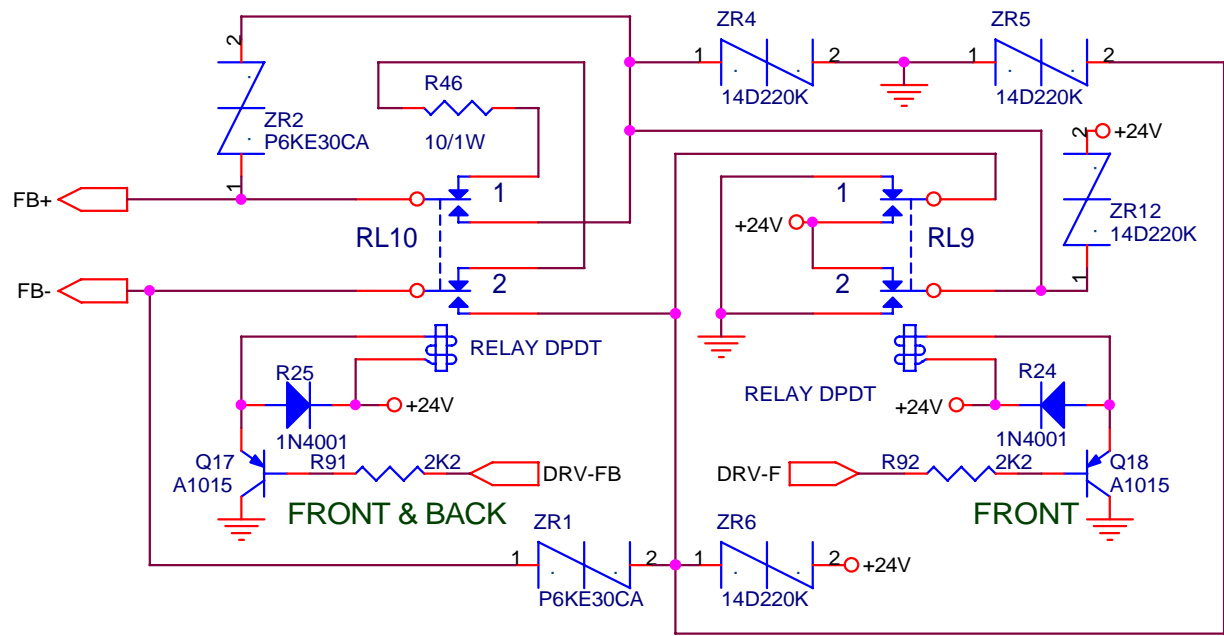 ZR4
ZR5
2
1
2
1
2
R46
14D220K
14D220K
ZR2
P6KE30CA
10/1W
2
+24V
1
FB+
1
1
+24V
ZR12
14D220K
RL10
RL9
FB-
2
2
1
RELAY DPDT
R25
RELAY DPDT
R24
+24V
+24V
1N4001
1N4001
Q17
A1015
R91
2K2
DRV-FB
DRV-F
R92
2K2
Q18
A1015
FRONT & BACK
FRONT
ZR1
ZR6
1
2
1
2
+24V
P6KE30CA
14D220K